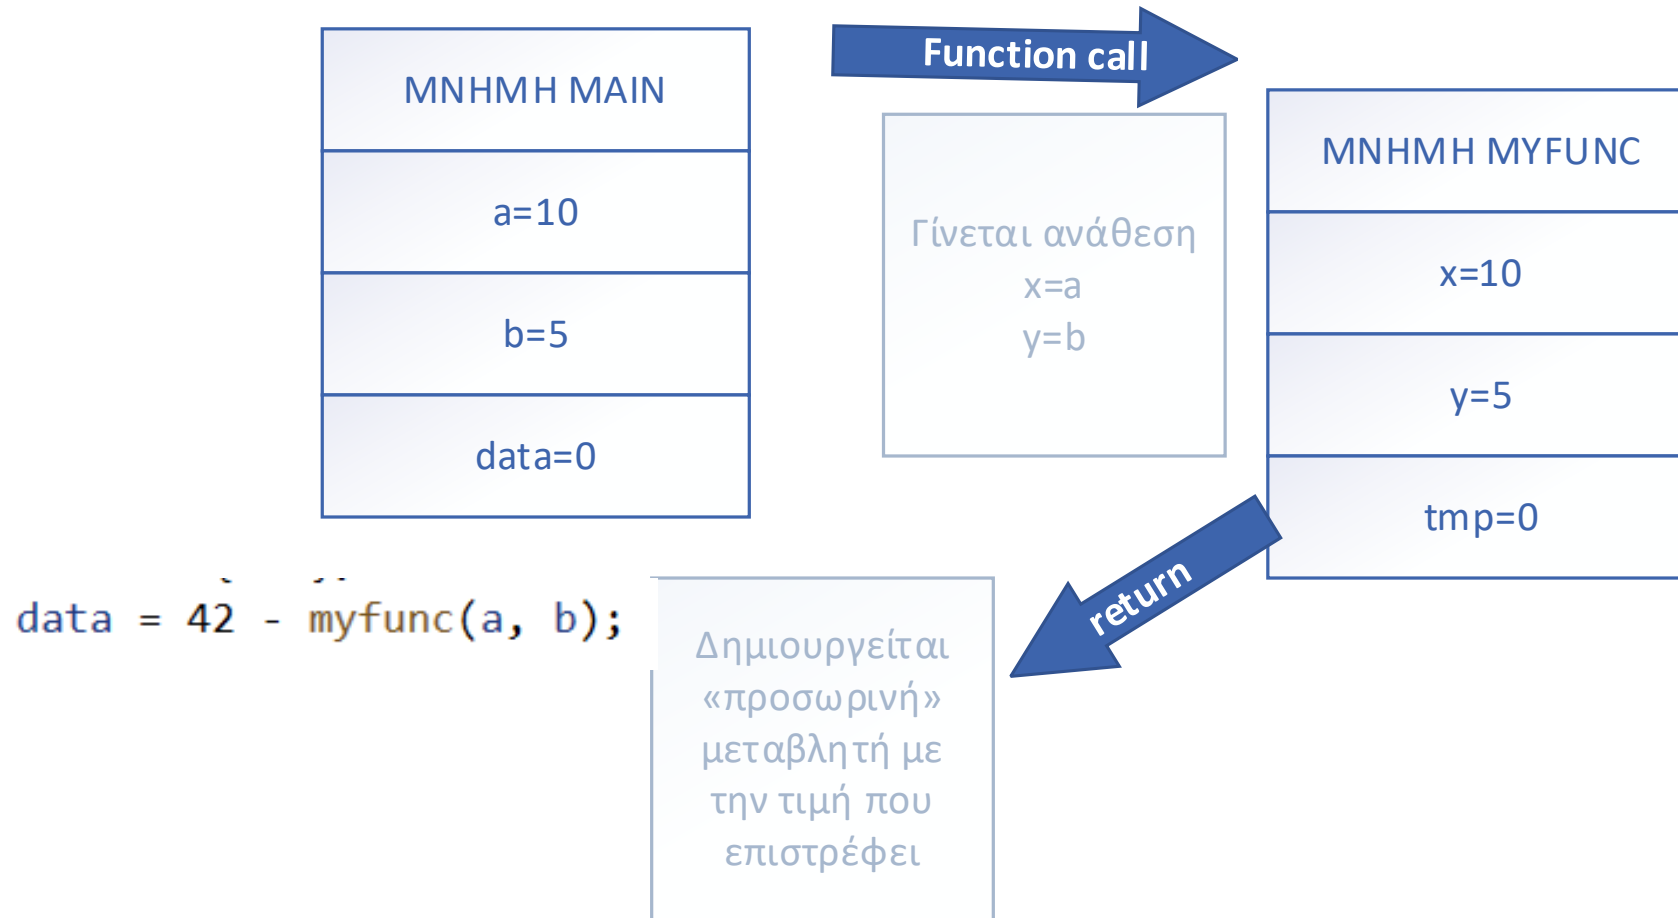 Function call
ΜΝΗΜΗ MAIN
a=10
b=5
data=0
Γίνεται ανάθεση
x=a
y=b
ΜΝΗΜΗ MYFUNC
x=10
y=5
tmp=0
return
data = 42 - myfunc(a, b);
Δημιουργείται
«προσωρινή»
μεταβλητή με
την τιμή που
επιστρέφει